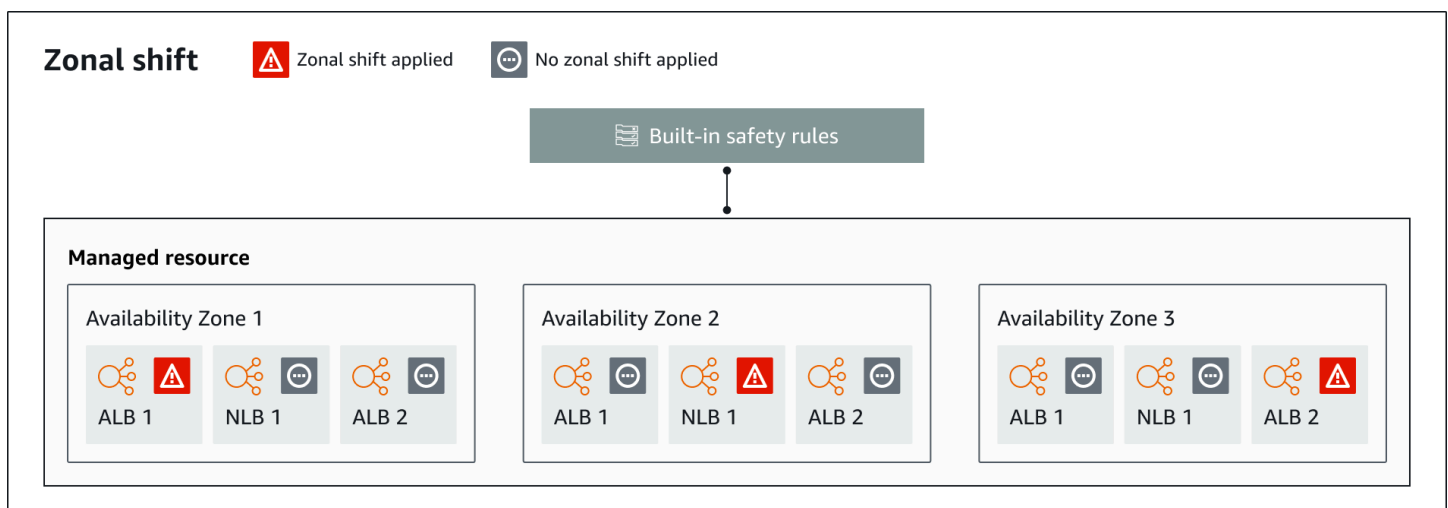 Zonal shift
Zonal shift applied
No zonal shift applied
Built-in safety rules
Managed resource
Availability Zone 1
ALB 1
NLB 1
ALB 2
Availability Zone 2
ALB 1
NLB 1
ALB 2
Availability Zone 3
ALB 1
NLB 1
ALB 2